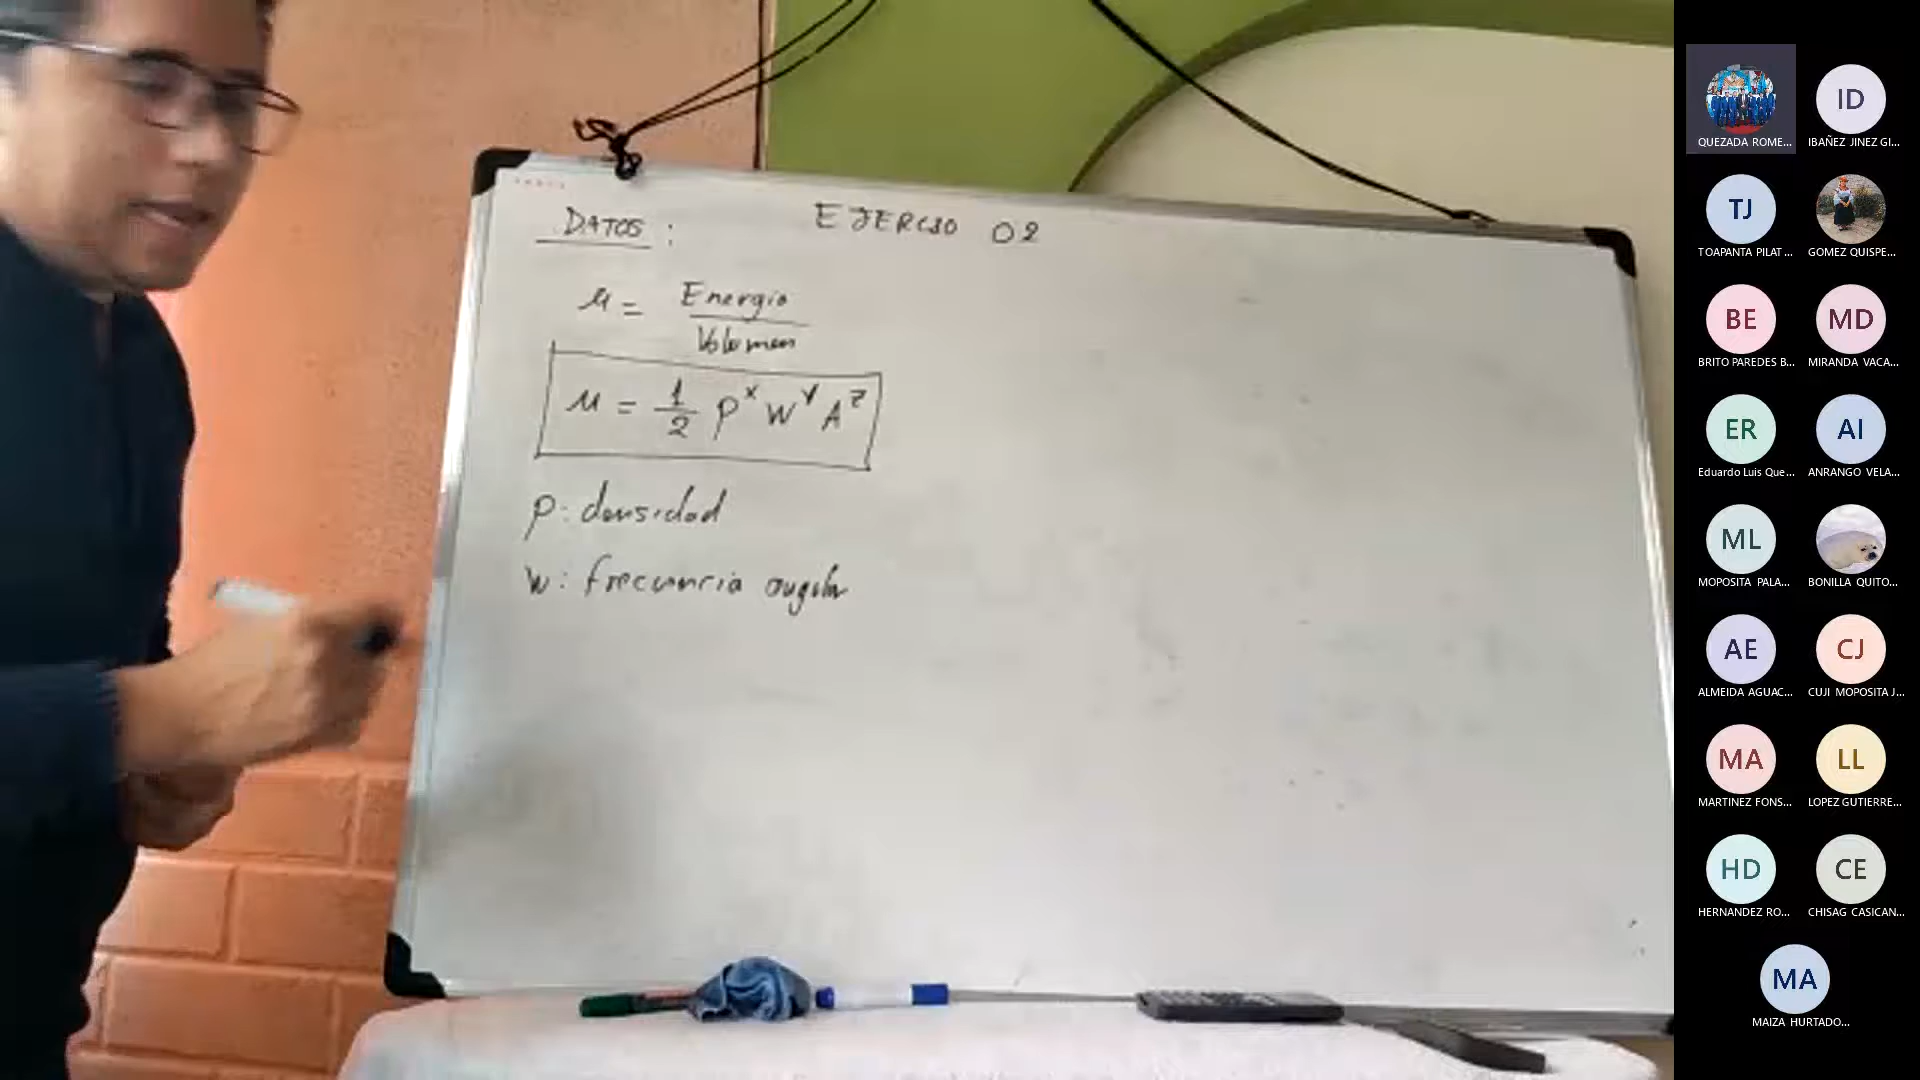 DATOS :
EJERCIO 02
u = Energia
Volumen
u = 1/2 ρ^x W^y A^z
ρ: densidad
W: frecuencia angular
QUEZADA ROME...
ID
IBAÑEZ JINEZ GI...
TJ
TOAPANTA PILAT...
GOMEZ QUISPE...
BE
BRITO PAREDES B...
MD
MIRANDA VACA...
ER
Eduardo Luis Que...
AI
ANRANGO VELA...
ML
MOPOSITA PALA...
BONILLA QUITO...
AE
ALMEIDA AGUAC...
CJ
CUJI MOPOSITA J...
MA
MARTINEZ FONS...
LL
LOPEZ GUTIERRE...
HD
HERNANDEZ RO...
CE
CHISAG CASICAN...
MA
MAIZA HURTADO...